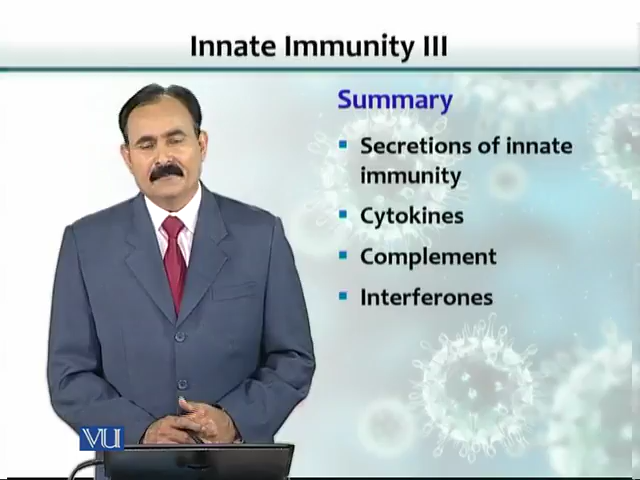 Innate Immunity III
Summary
Secretions of innate
immunity
Cytokines
Complement
Interferones
VU